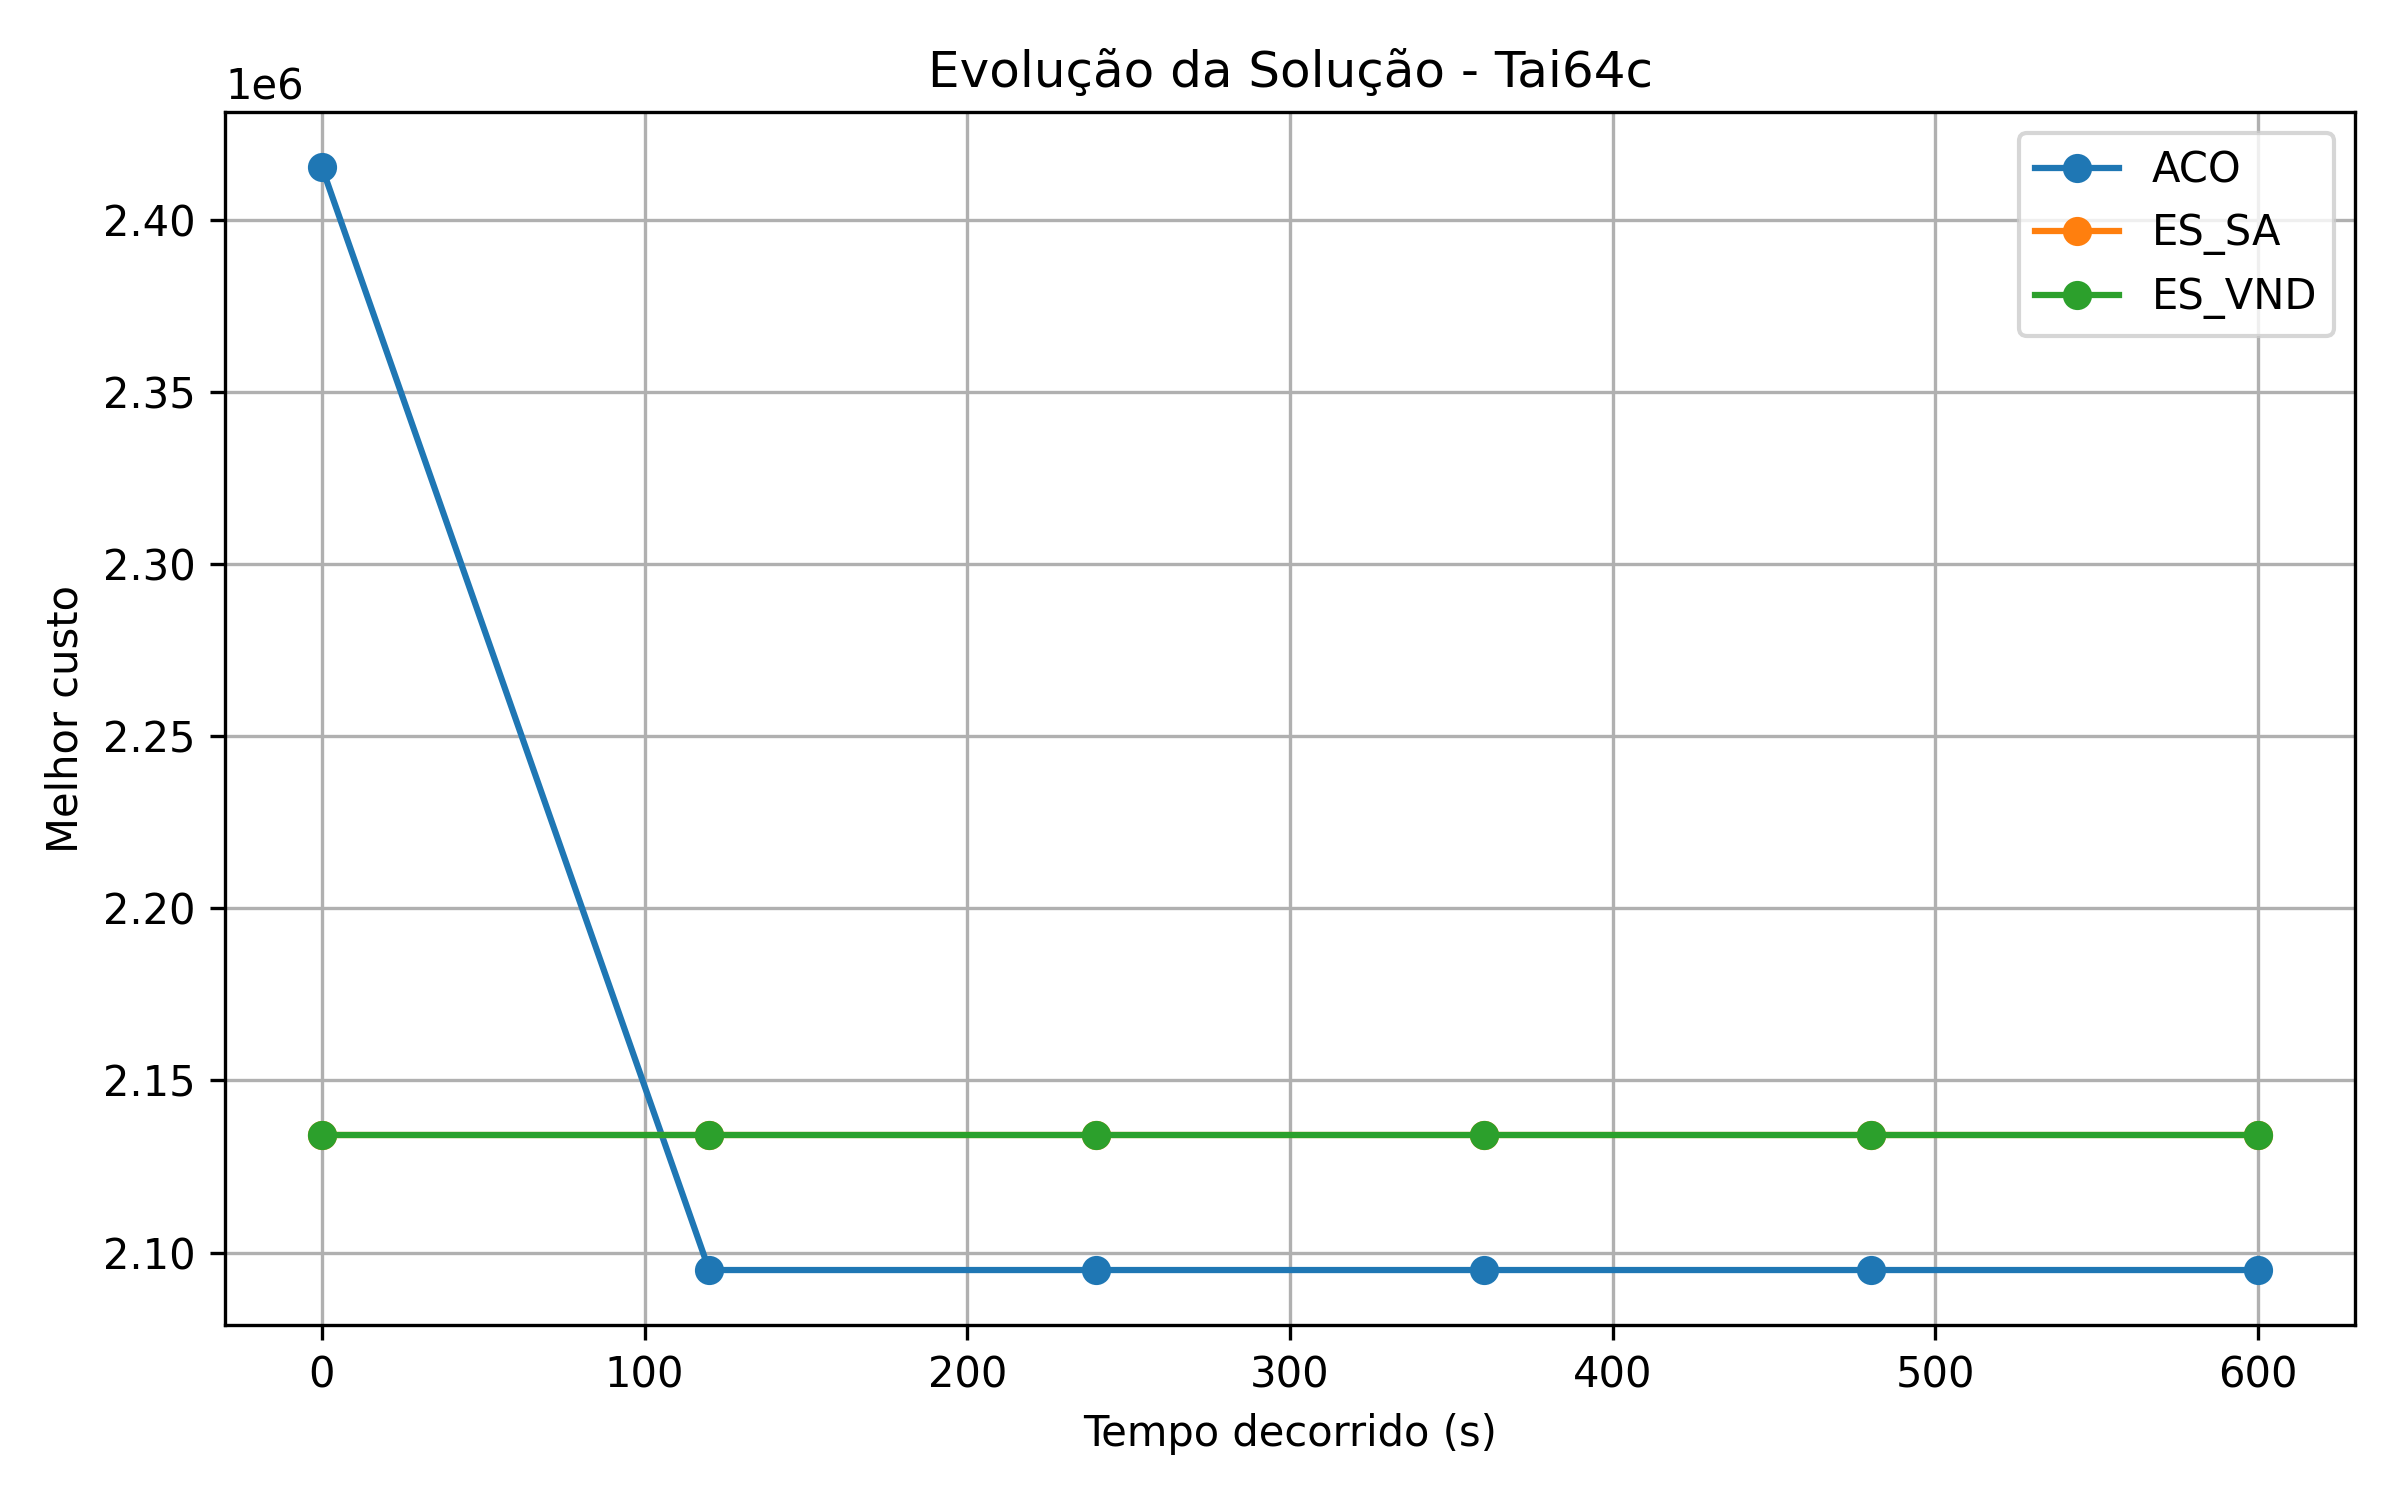 Evolução da Solução - Tai64c
1e6
ACO
ES_SA
ES_VND
2.40
2.35
2.30
2.25
2.20
2.15
2.10
Melhor custo
0 100 200 300 400 500 600
Tempo decorrido (s)